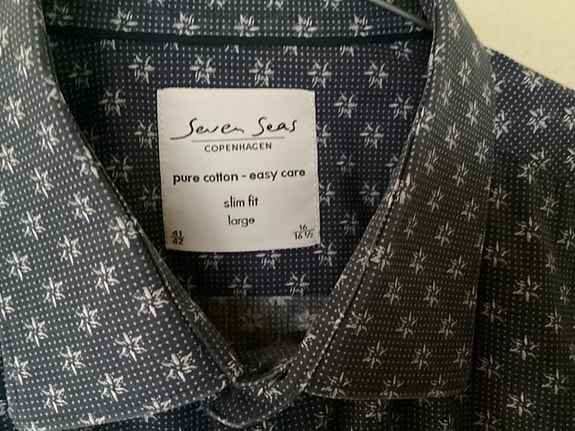 Seven Seas
COPENHAGEN
pure cotton - easy care
slim fit
large
41/42
16/16 ½